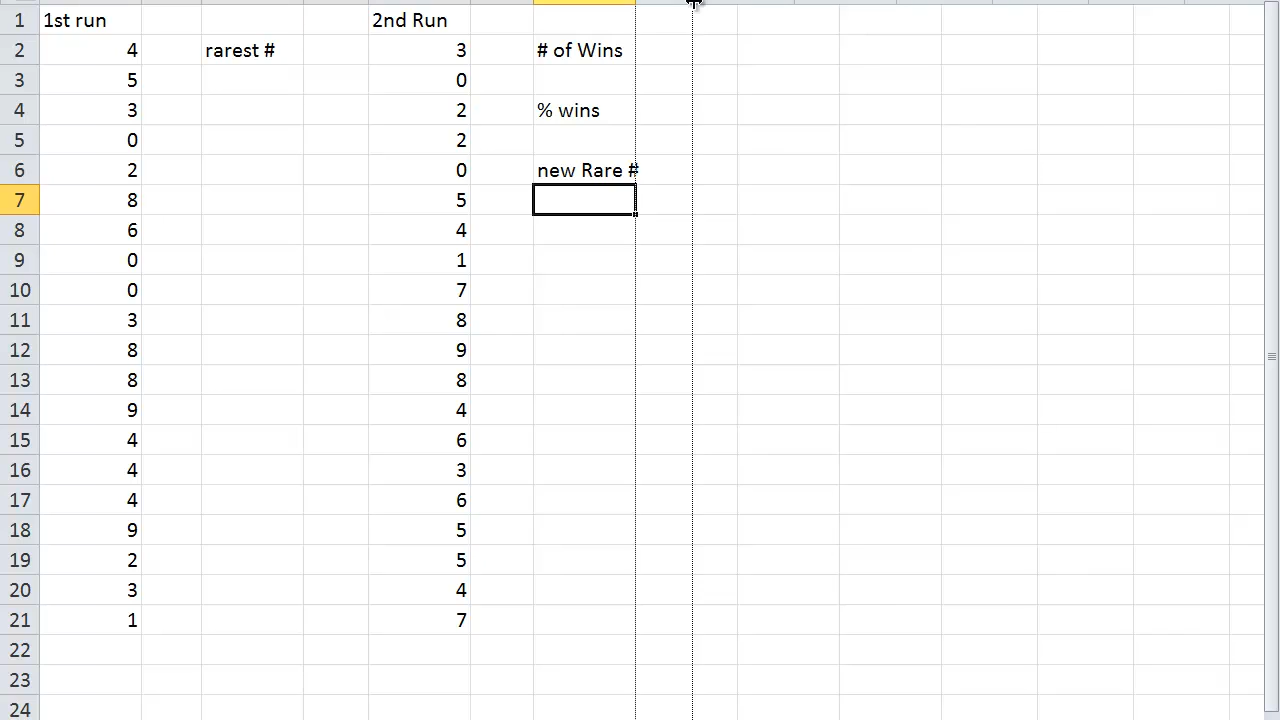 1 1st run 2nd Run
2 4 rarest # 3 # of Wins
3 5 0
4 3 2 % wins
5 0 2
6 2 0 new Rare #
7 8 5
8 6 4
9 0 1
10 0 7
11 3 8
12 8 9
13 8 8
14 9 4
15 4 6
16 4 3
17 4 6
18 9 5
19 2 5
20 3 4
21 1 7
22
23
24